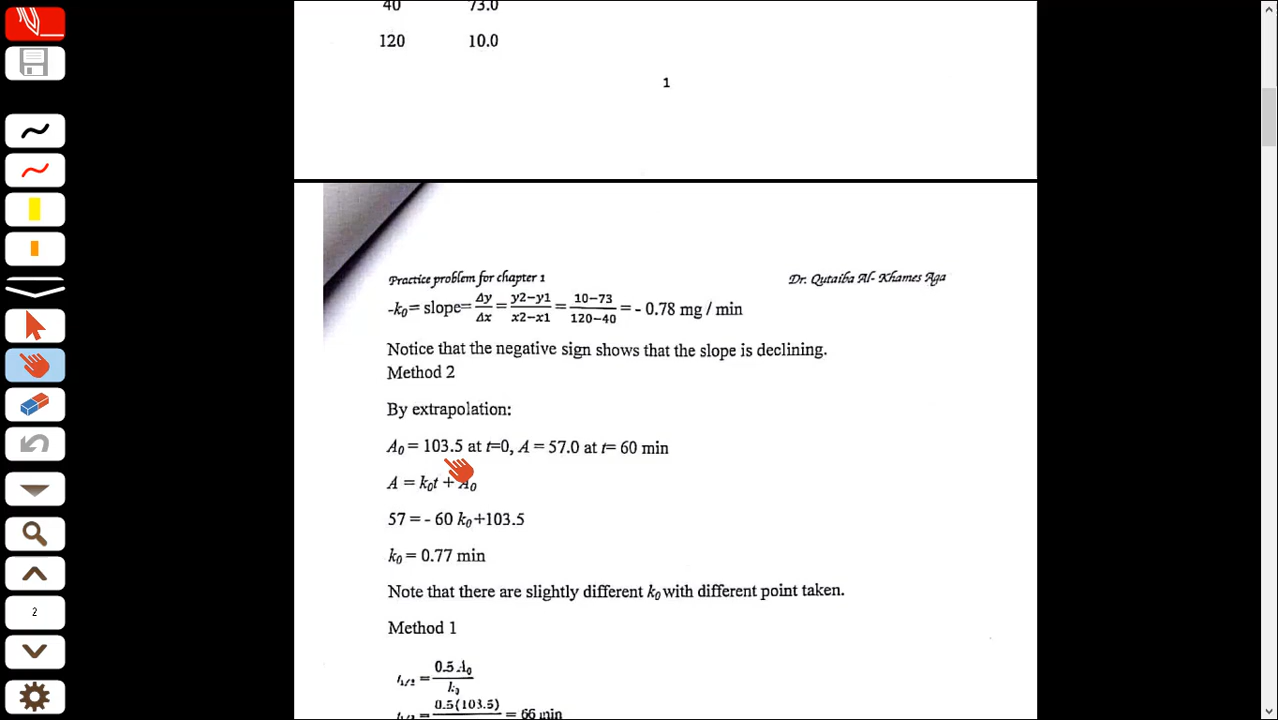 40 73.0
120 10.0
1
Practice problem for chapter 1 Dr. Qutaiba Al- Khames Aga
-k₀= slope= Δy/Δx = y2−y1/x2−x1 = 10−73/120−40 = - 0.78 mg / min
Notice that the negative sign shows that the slope is declining.
Method 2
By extrapolation:
A₀ = 103.5 at t=0, A = 57.0 at t= 60 min
A = k₀t + A₀
57 = - 60 k₀+103.5
k₀ = 0.77 min
Note that there are slightly different k₀ with different point taken.
Method 1
t₁/₂ = 0.5 A₀/k₀
t₁/₂ = 0.5(103.5) = 66 min
2